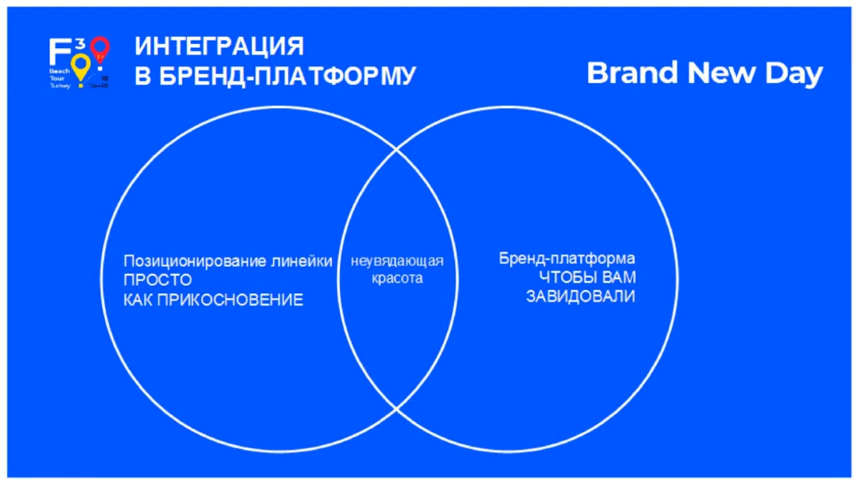 F3
Beach
Tour
Turkey
ИНТЕГРАЦИЯ
В БРЕНД-ПЛАТФОРМУ
Brand New Day
Позиционирование линейки
ПРОСТО
КАК ПРИКОСНОВЕНИЕ
неувядающая
красота
Бренд-платформа
ЧТОБЫ ВАМ
ЗАВИДОВАЛИ